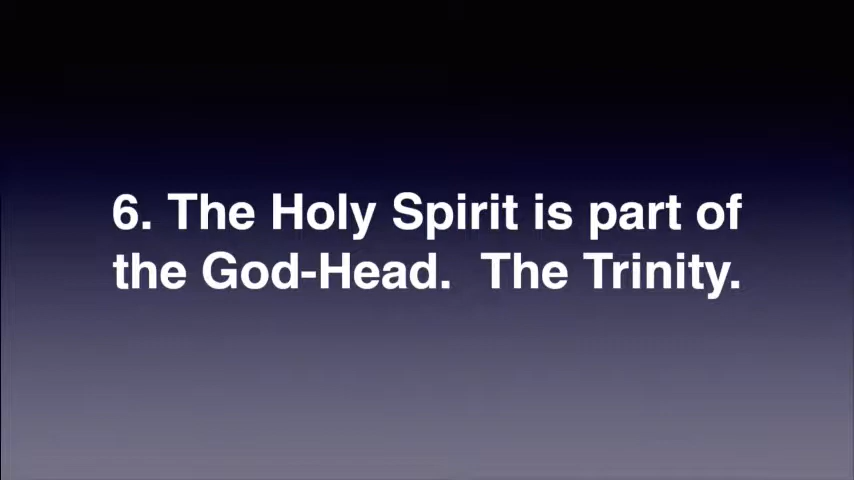 6. The Holy Spirit is part of
the God-Head.  The Trinity.